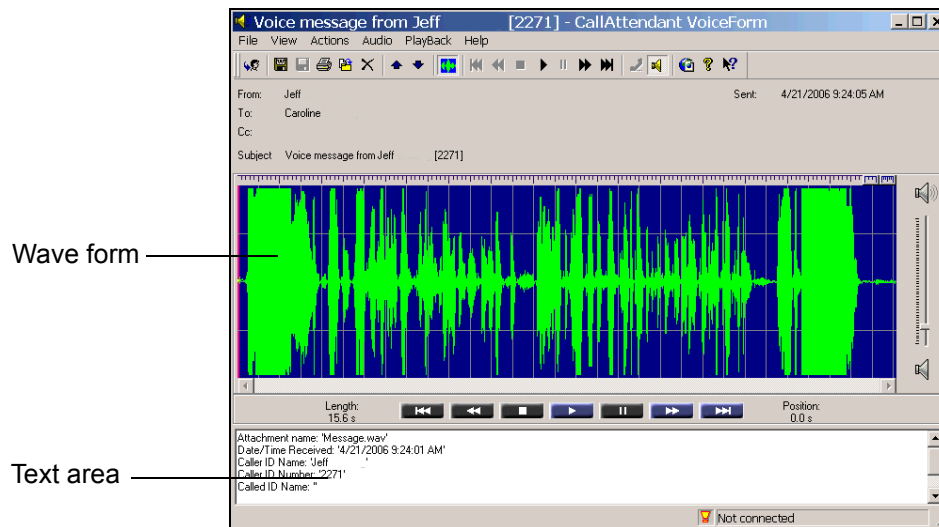 Voice message from Jeff [2271] - CallAttendant VoiceForm
File View Actions Audio PlayBack Help
From: Jeff Sent: 4/21/2006 9:24:05 AM
To: Caroline
Cc:
Subject Voice message from Jeff [2271]
Wave form
Length: Position:
15.6 s 0.0 s
Attachment name: 'Message.wav'
Date/Time Received: '4/21/2006 9:24:01 AM'
Caller ID Name: 'Jeff '
Caller ID Number: '2271'
Called ID Name: ''
Text area
Not connected